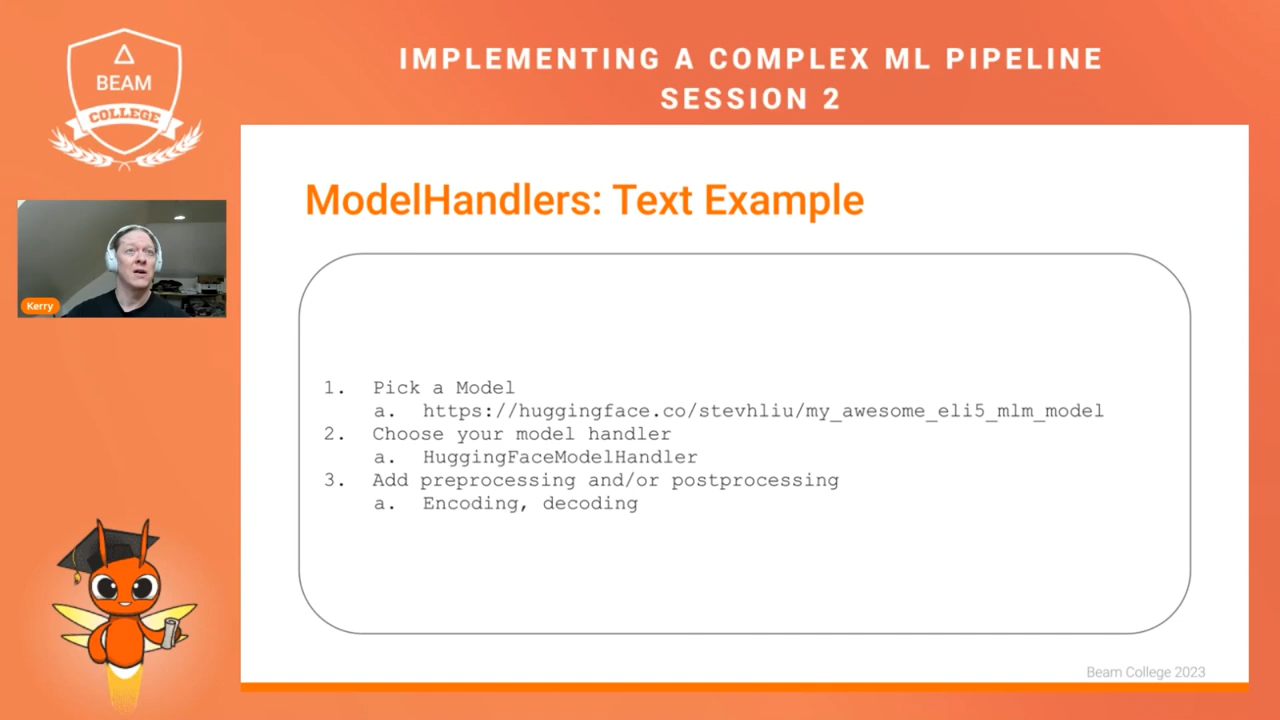 IMPLEMENTING A COMPLEX ML PIPELINE
SESSION 2
BEAM
COLLEGE
Kerry
ModelHandlers: Text Example
1. Pick a Model
a. https://huggingface.co/stevhliu/my_awesome_eli5_mlm_model
2. Choose your model handler
a. HuggingFaceModelHandler
3. Add preprocessing and/or postprocessing
a. Encoding, decoding
Beam College 2023